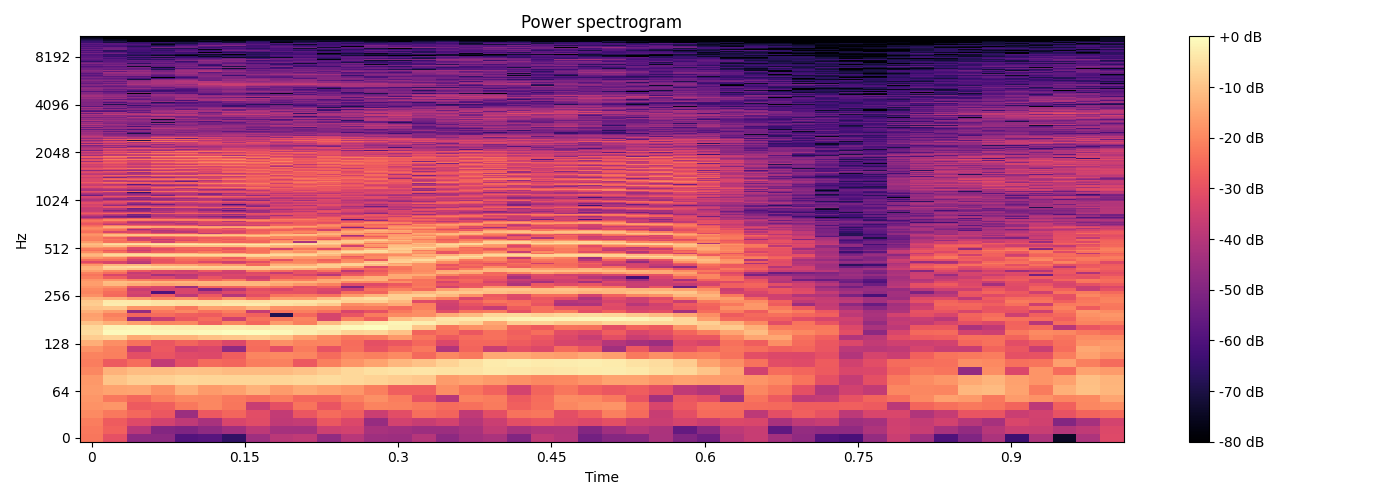 Power spectrogram
Hz
8192
4096
2048
1024
512
256
128
64
0
0 0.15 0.3 0.45 0.6 0.75 0.9
Time
+0 dB
-10 dB
-20 dB
-30 dB
-40 dB
-50 dB
-60 dB
-70 dB
-80 dB